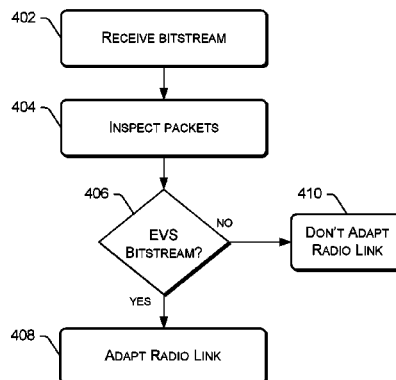 402
RECEIVE BITSTREAM
404
INSPECT PACKETS
406
EVS
BITSTREAM?
NO
410
DON'T ADAPT
RADIO LINK
YES
408
ADAPT RADIO LINK